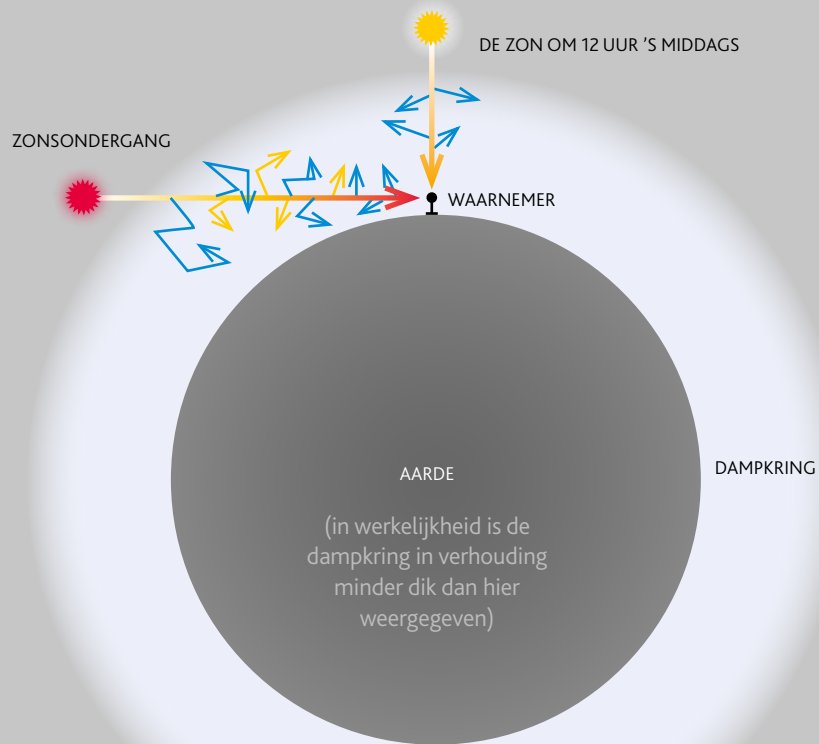 DE ZON OM 12 UUR ’S MIDDAGS
ZONSONDERGANG
WAARNEMER
DAMPKRING
AARDE
(in werkelijkheid is de
dampkring in verhouding
minder dik dan hier
weergegeven)